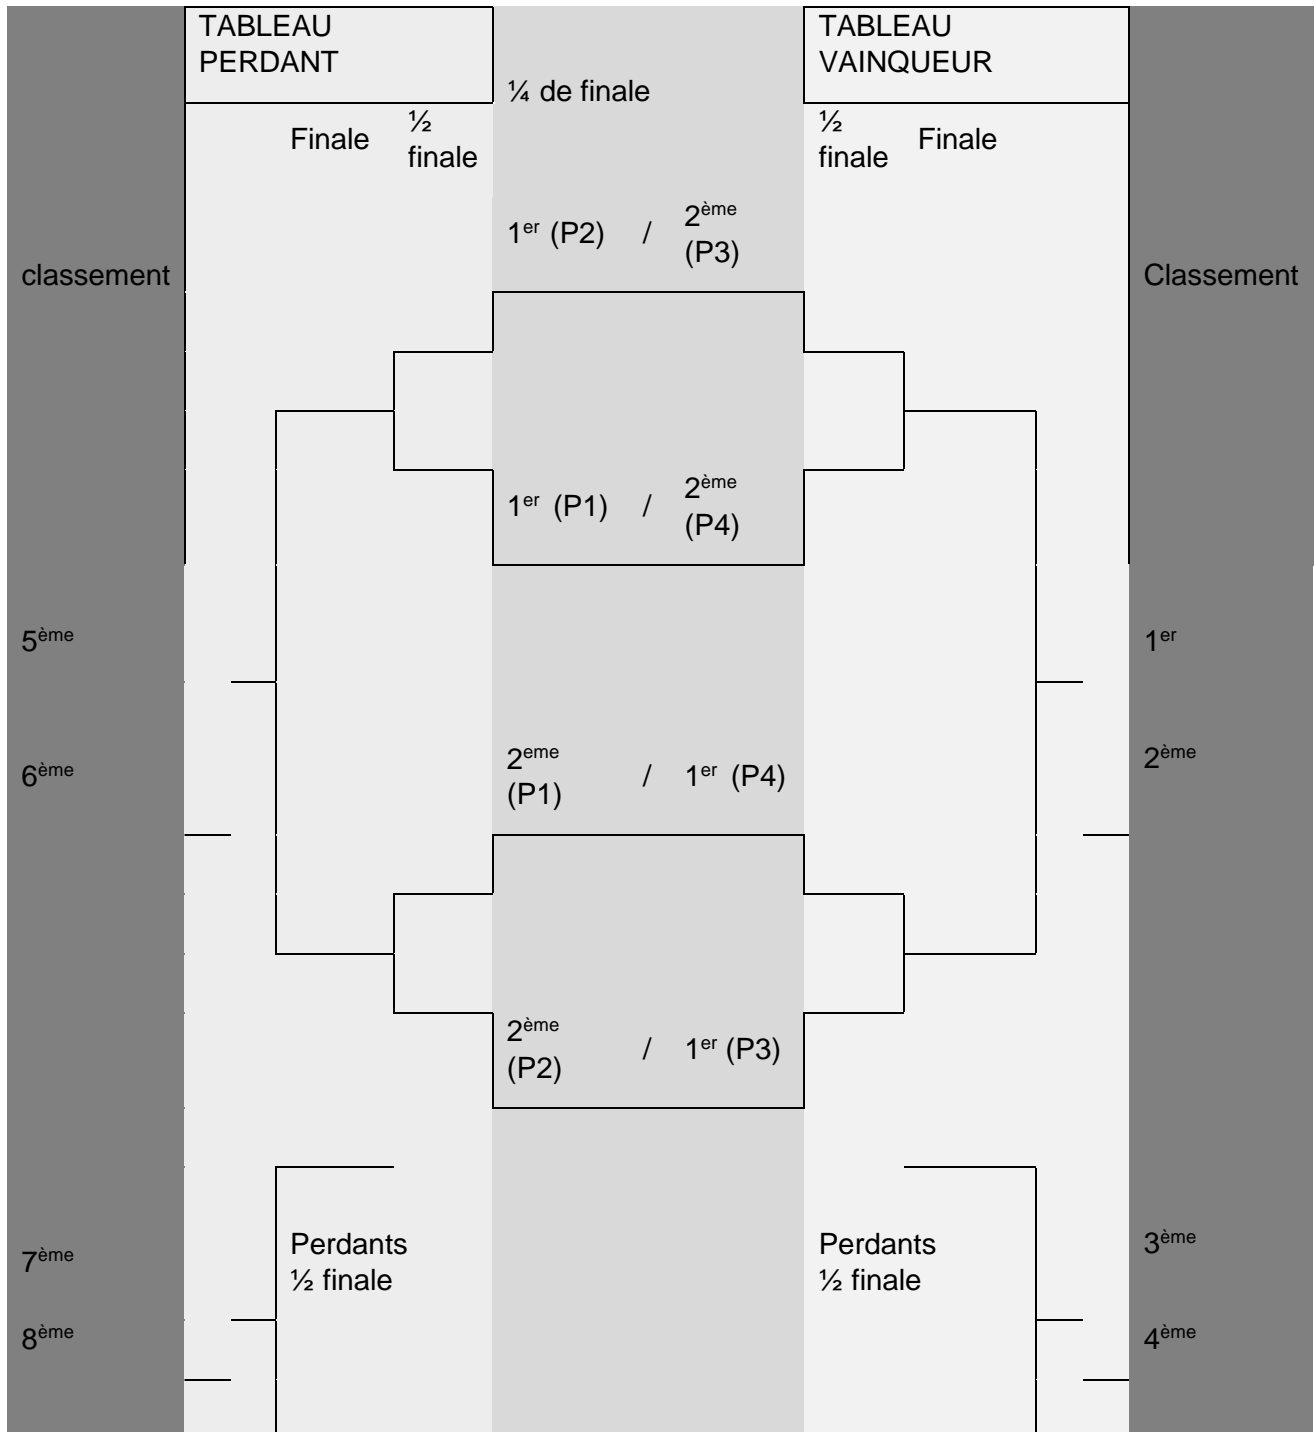 TABLEAU
PERDANT
¼ de finale
TABLEAU
VAINQUEUR
Finale
½
finale
½
finale
Finale
classement
Classement
1er (P2) / 2ème
(P3)
1er (P1) / 2ème
(P4)
5ème
1er
6ème
2eme
(P1) / 1er (P4)
2ème
2ème
(P2) / 1er (P3)
7ème
Perdants
½ finale
Perdants
½ finale
3ème
8ème
4ème